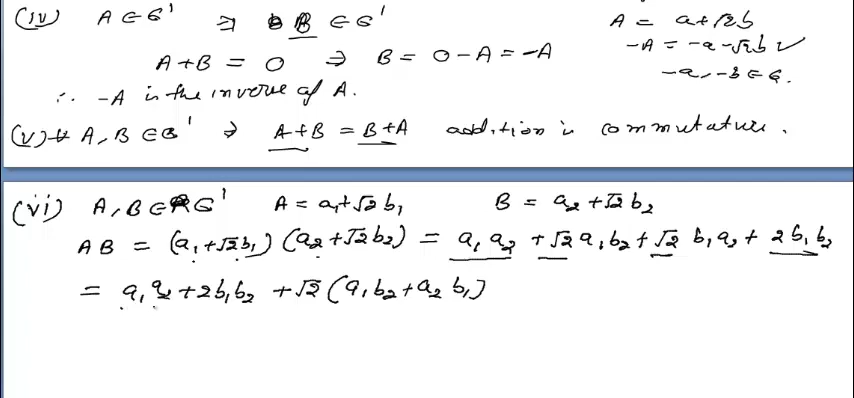 (iv) A ∈ G' ⇒ B ∈ G' A = a+√2b
A+B = 0 ⇒ B = 0-A = -A -A = -a-√2b ✓
-a, -b ∈ G.
∴ -A is the inverse of A.
(v) A, B ∈ G' ⇒ A+B = B+A addition is commutative.
(vi) A, B ∈ G' A = a₁+√2 b₁ B = a₂+√2 b₂
AB = (a₁+√2b₁)(a₂+√2b₂) = a₁a₂ + √2 a₁b₂ + √2 b₁a₂ + 2b₁b₂
= a₁a₂+2b₁b₂ +√2 (a₁b₂+a₂b₁)